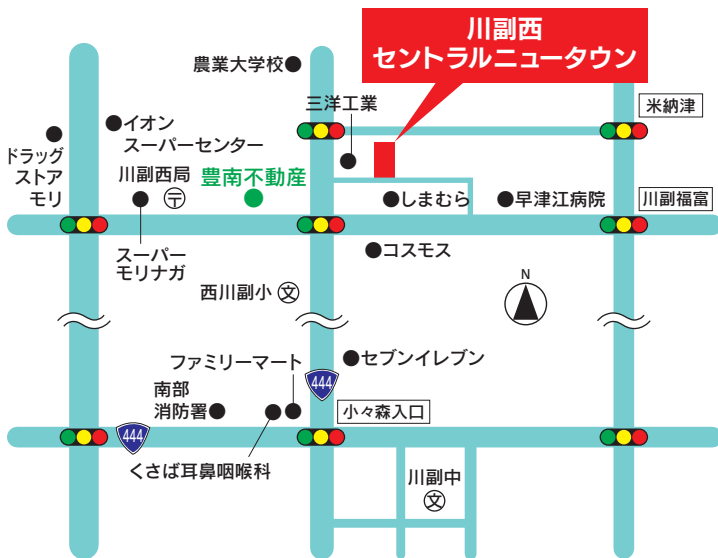 川副西
セントラルニュータウン
農業大学校
三洋工業
米納津
イオン
スーパーセンター
ドラッグ
ストア
モリ
川副西局
〒
豊南不動産
しまむら
早津江病院
川副福富
スーパー
モリナガ
コスモス
西川副小
文
N
セブンイレブン
ファミリーマート
444
南部
消防署
小々森入口
444
くさば耳鼻咽喉科
川副中
文